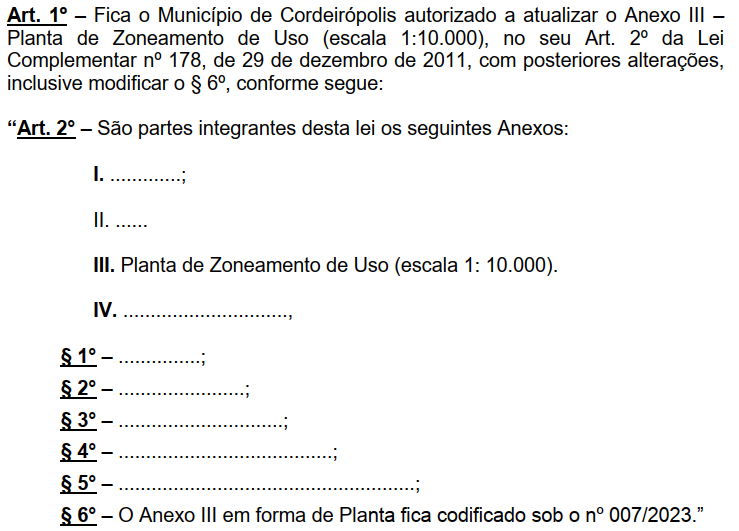 Art. 1º – Fica o Município de Cordeirópolis autorizado a atualizar o Anexo III –
Planta de Zoneamento de Uso (escala 1:10.000), no seu Art. 2º da Lei
Complementar nº 178, de 29 de dezembro de 2011, com posteriores alterações,
inclusive modificar o § 6º, conforme segue:
“Art. 2º – São partes integrantes desta lei os seguintes Anexos:
I. .............;
II. ......
III. Planta de Zoneamento de Uso (escala 1: 10.000).
IV. ...............................,
§ 1º – ...............;
§ 2º – .......................;
§ 3º – ..............................;
§ 4º – .......................................;
§ 5º – ......................................................;
§ 6º – O Anexo III em forma de Planta fica codificado sob o nº 007/2023.”